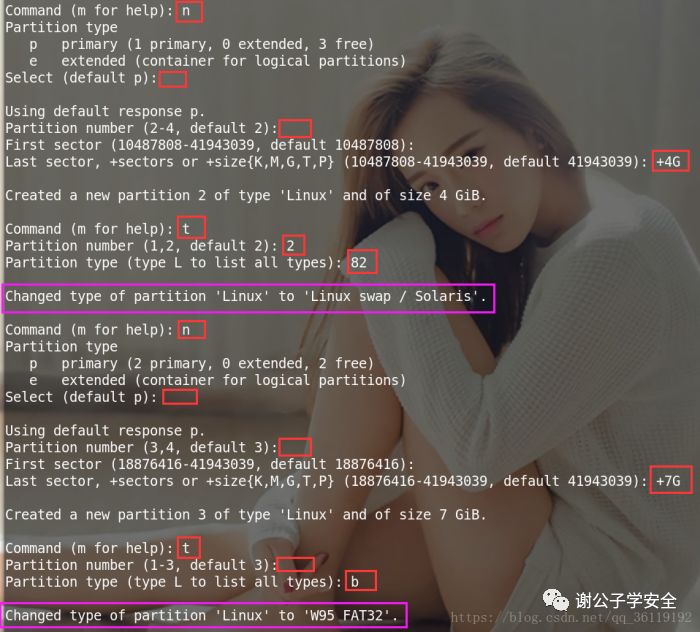 Command (m for help): n
Partition type
   p   primary (1 primary, 0 extended, 3 free)
   e   extended (container for logical partitions)
Select (default p):

Using default response p.
Partition number (2-4, default 2):
First sector (10487808-41943039, default 10487808):
Last sector, +sectors or +size{K,M,G,T,P} (10487808-41943039, default 41943039): +4G

Created a new partition 2 of type 'Linux' and of size 4 GiB.

Command (m for help): t
Partition number (1,2, default 2): 2
Partition type (type L to list all types): 82

Changed type of partition 'Linux' to 'Linux swap / Solaris'.

Command (m for help): n
Partition type
   p   primary (2 primary, 0 extended, 2 free)
   e   extended (container for logical partitions)
Select (default p):

Using default response p.
Partition number (3,4, default 3):
First sector (18876416-41943039, default 18876416):
Last sector, +sectors or +size{K,M,G,T,P} (18876416-41943039, default 41943039): +7G

Created a new partition 3 of type 'Linux' and of size 7 GiB.

Command (m for help): t
Partition number (1-3, default 3):
Partition type (type L to list all types): b

Changed type of partition 'Linux' to 'W95 FAT32'.
谢公子学安全
https://blog.csdn.net/qq_36119192